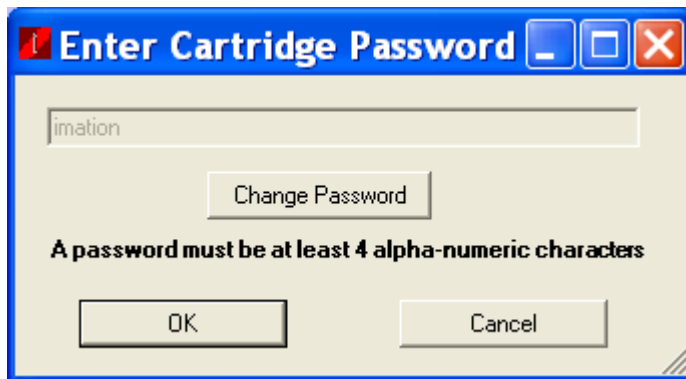 Enter Cartridge Password
imation
Change Password
A password must be at least 4 alpha-numeric characters
OK Cancel